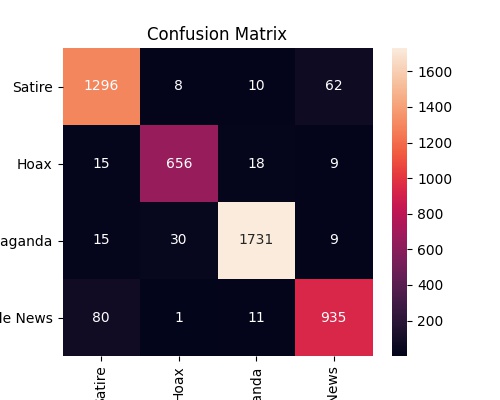 Confusion Matrix
Satire 1296 8 10 62
Hoax 15 656 18 9
aganda 15 30 1731 9
le News 80 1 11 935
atire
Hoax
anda
News
1600
1400
1200
1000
800
600
400
200